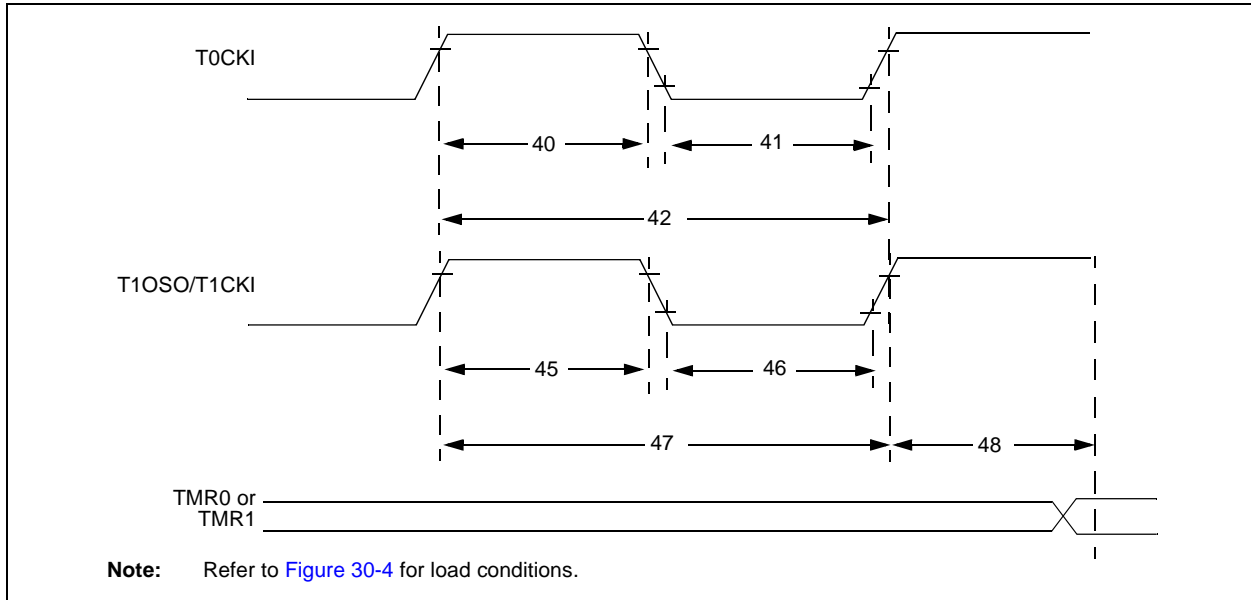 T0CKI
40
41
42
T1OSO/T1CKI
45
46
47
48
TMR0 or
TMR1
Note: Refer to Figure 30-4 for load conditions.